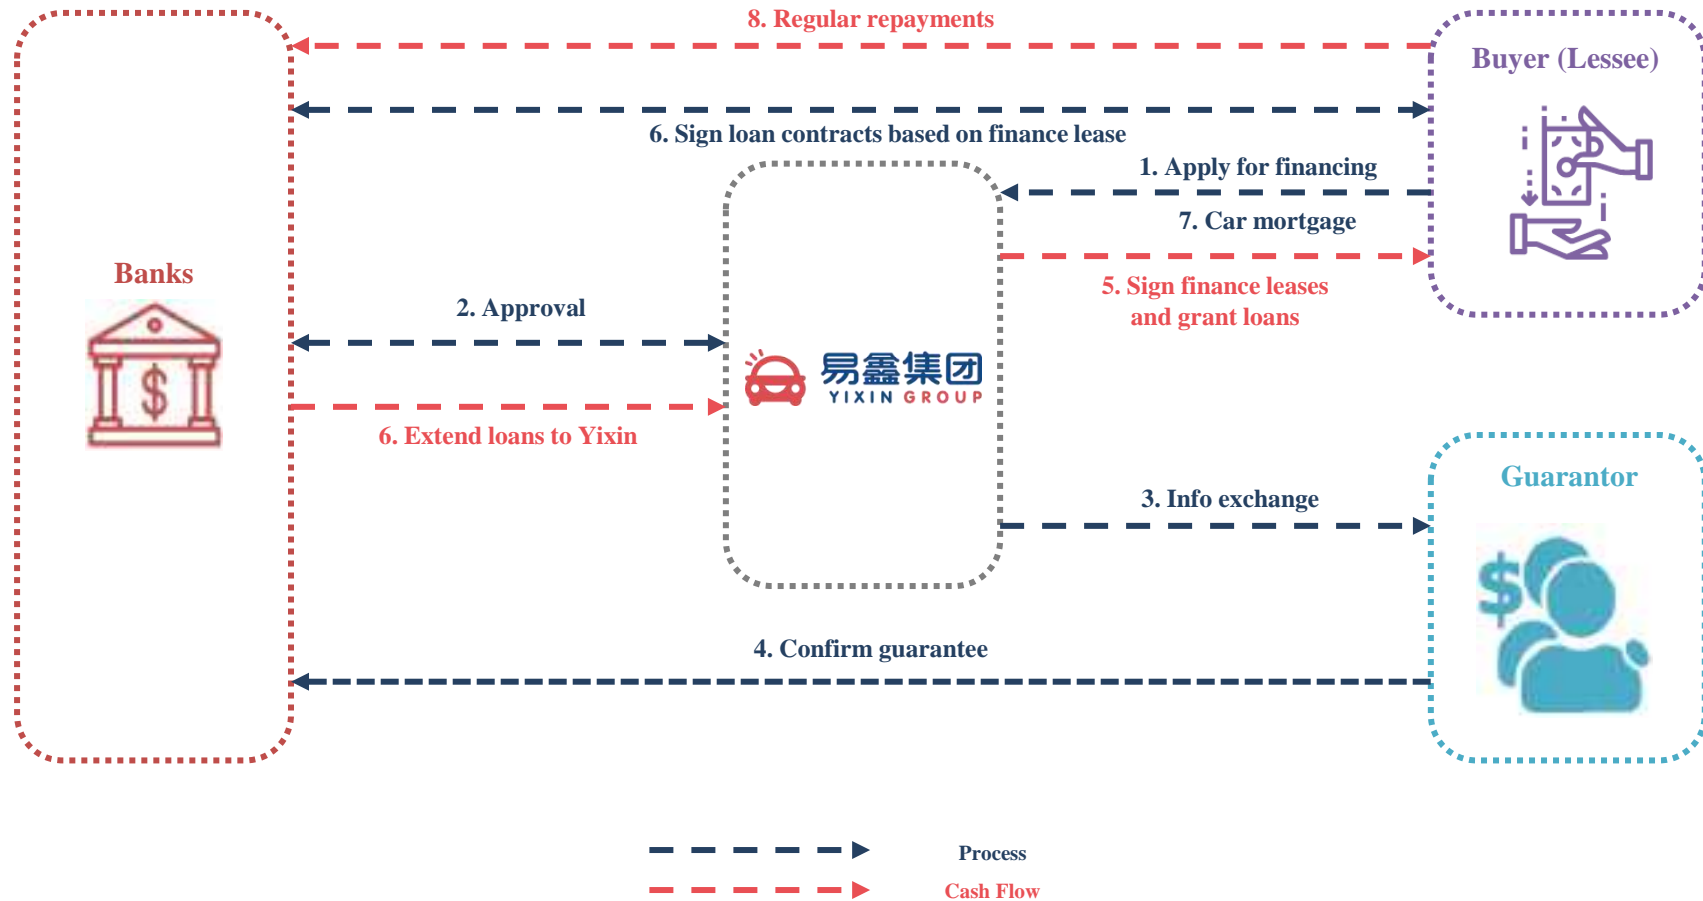 8. Regular repayments
Buyer (Lessee)
6. Sign loan contracts based on finance lease
1. Apply for financing
7. Car mortgage
Banks
5. Sign finance leases
and grant loans
2. Approval
$
易鑫集团
YIXIN GROUP
6. Extend loans to Yixin
Guarantor
3. Info exchange
$
4. Confirm guarantee
Process
Cash Flow